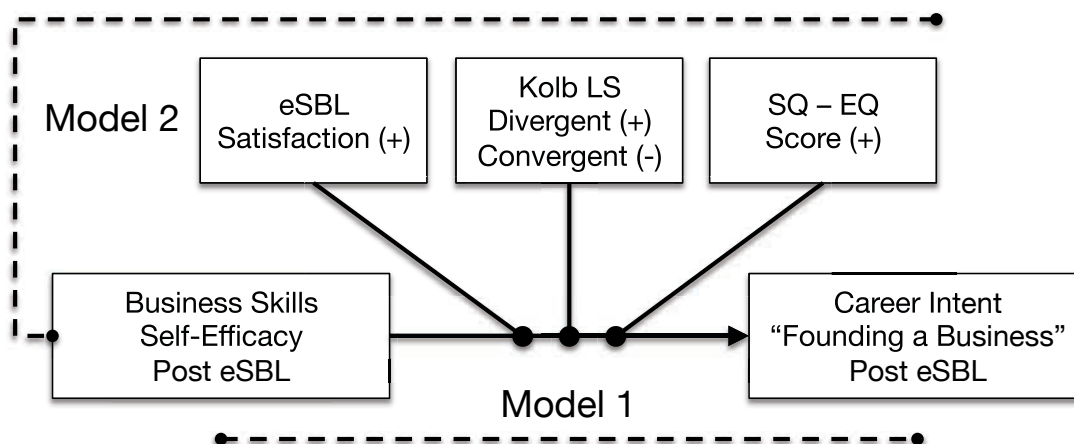 Model 2
eSBL
Satisfaction (+)
Kolb LS
Divergent (+)
Convergent (-)
SQ – EQ
Score (+)
Business Skills
Self-Efficacy
Post eSBL
Career Intent
“Founding a Business”
Post eSBL
Model 1